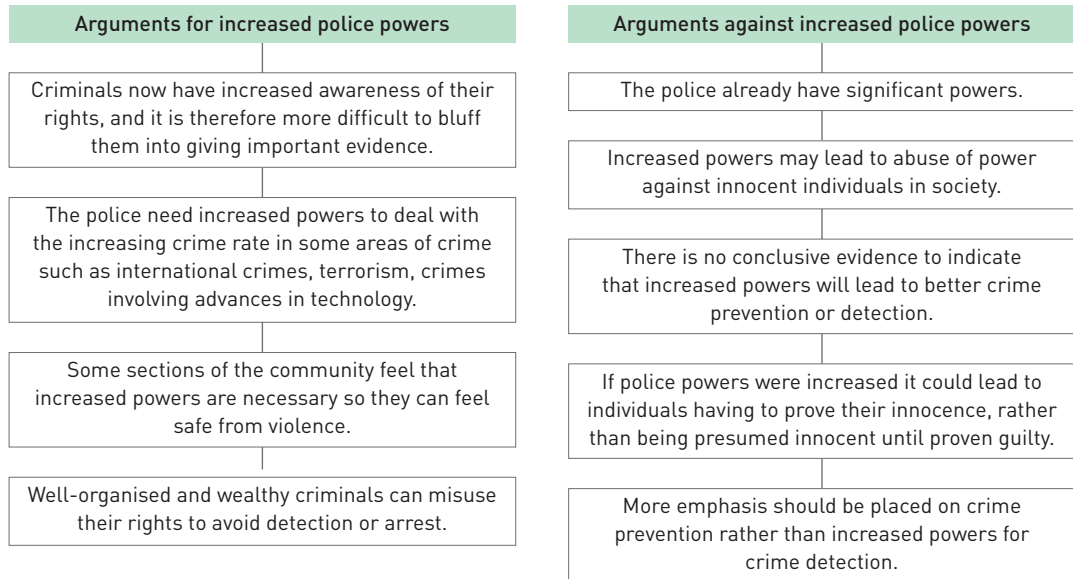 Arguments for increased police powers
Criminals now have increased awareness of their
rights, and it is therefore more difficult to bluff
them into giving important evidence.
The police need increased powers to deal with
the increasing crime rate in some areas of crime
such as international crimes, terrorism, crimes
involving advances in technology.
Some sections of the community feel that
increased powers are necessary so they can feel
safe from violence.
Well-organised and wealthy criminals can misuse
their rights to avoid detection or arrest.
Arguments against increased police powers
The police already have significant powers.
Increased powers may lead to abuse of power
against innocent individuals in society.
There is no conclusive evidence to indicate
that increased powers will lead to better crime
prevention or detection.
If police powers were increased it could lead to
individuals having to prove their innocence, rather
than being presumed innocent until proven guilty.
More emphasis should be placed on crime
prevention rather than increased powers for
crime detection.